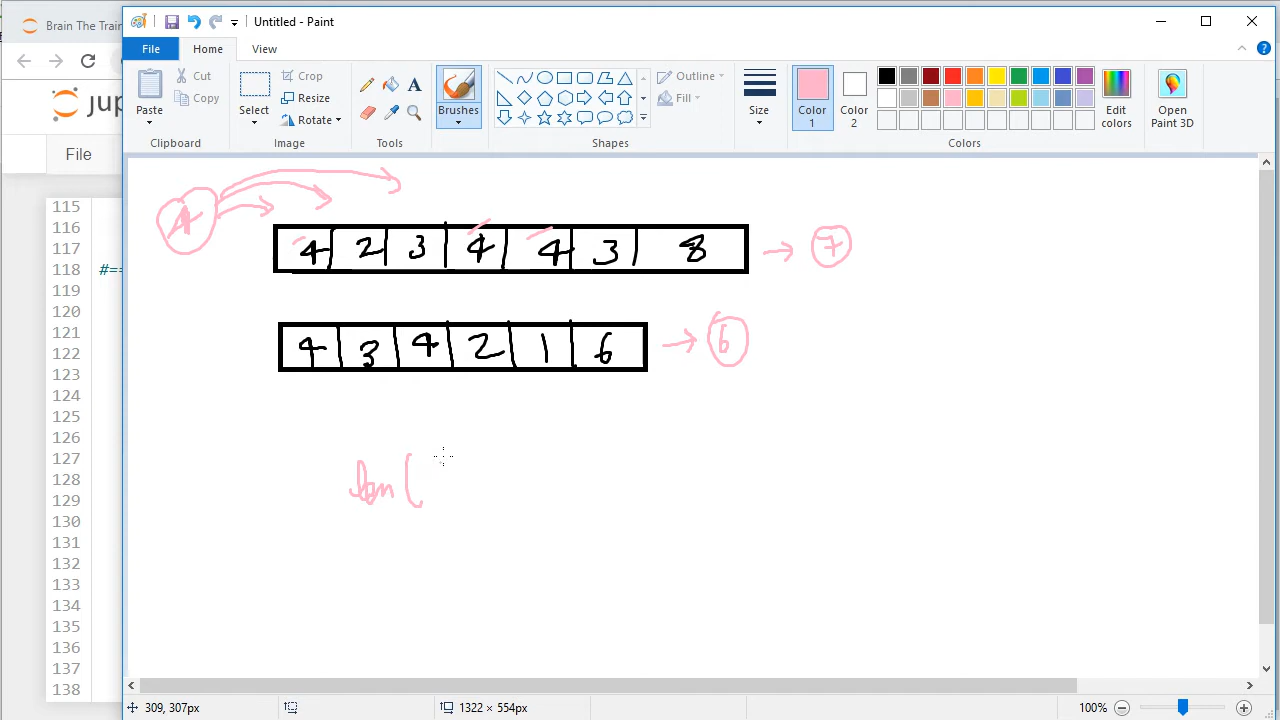 Brain The Trai
Untitled - Paint
File
Home
View
Cut
Copy
Paste
Crop
Resize
Rotate
Select
Brushes
Outline
Fill
Size
Color
1
Color
2
Edit
colors
Open
Paint 3D
Clipboard
Image
Tools
Shapes
Colors
jup
File
115
116
117
118 #==
119
120
121
122
123
124
125
126
127
128
129
130
131
132
133
134
135
136
137
138
4
4 2 3 4 4 3 8 → 7
4 3 4 2 1 6 → 6
len(
309, 307px
1322 × 554px
100%